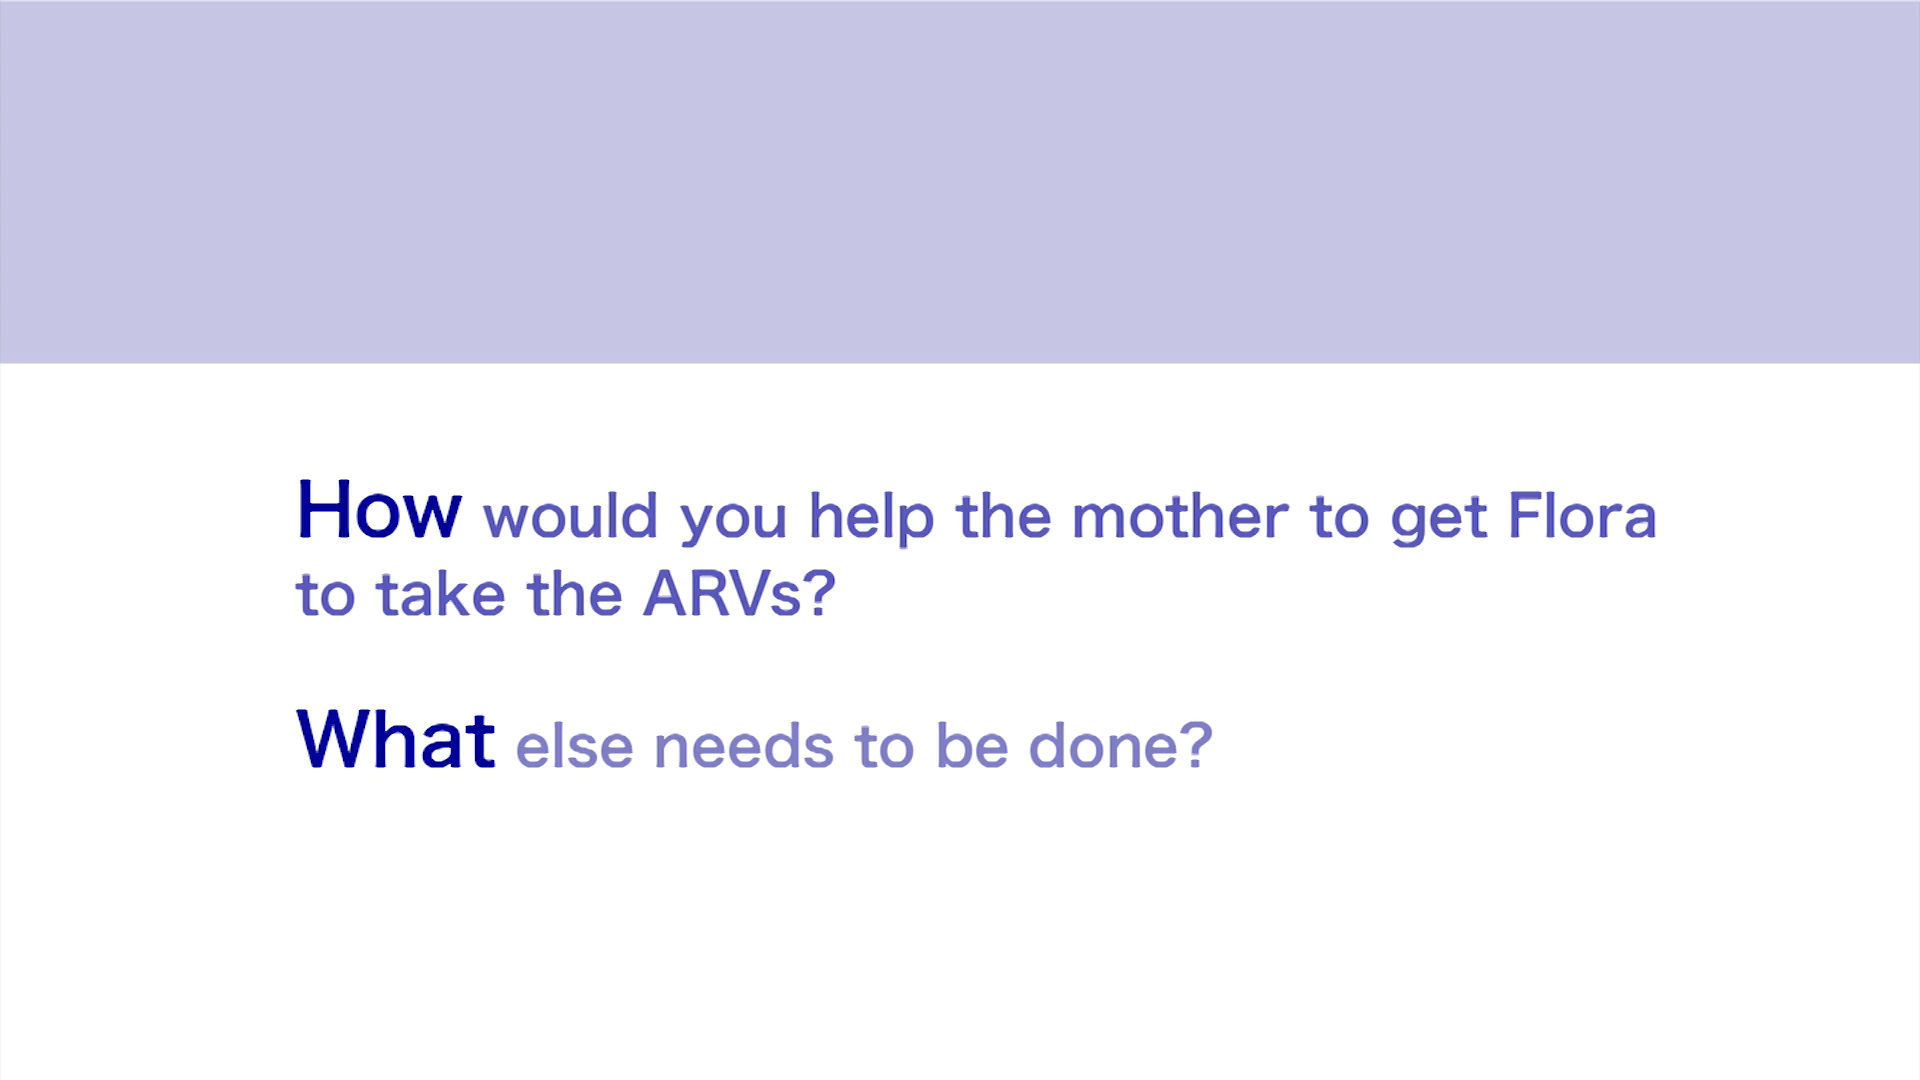 How would you help the mother to get Flora
to take the ARVs?
What else needs to be done?